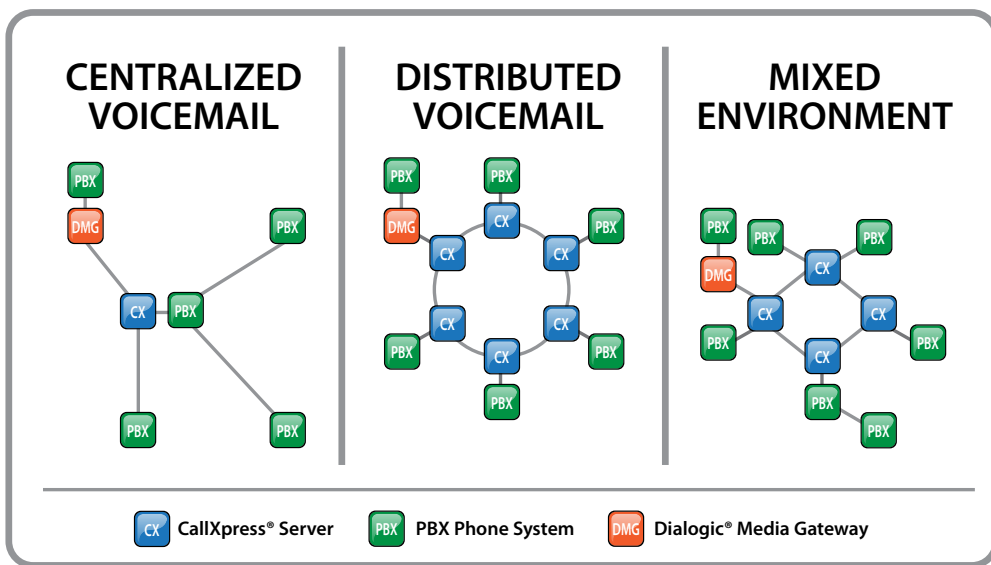 CENTRALIZED
VOICEMAIL
PBX
DMG
PBX
CX
PBX
PBX
PBX
DISTRIBUTED
VOICEMAIL
PBX
PBX
DMG
CX
PBX
CX
CX
CX
CX
PBX
CX
PBX
PBX
MIXED
ENVIRONMENT
PBX
PBX
PBX
DMG
CX
CX
CX
PBX
PBX
CX
PBX
PBX
CX CallXpress® Server
PBX PBX Phone System
DMG Dialogic® Media Gateway